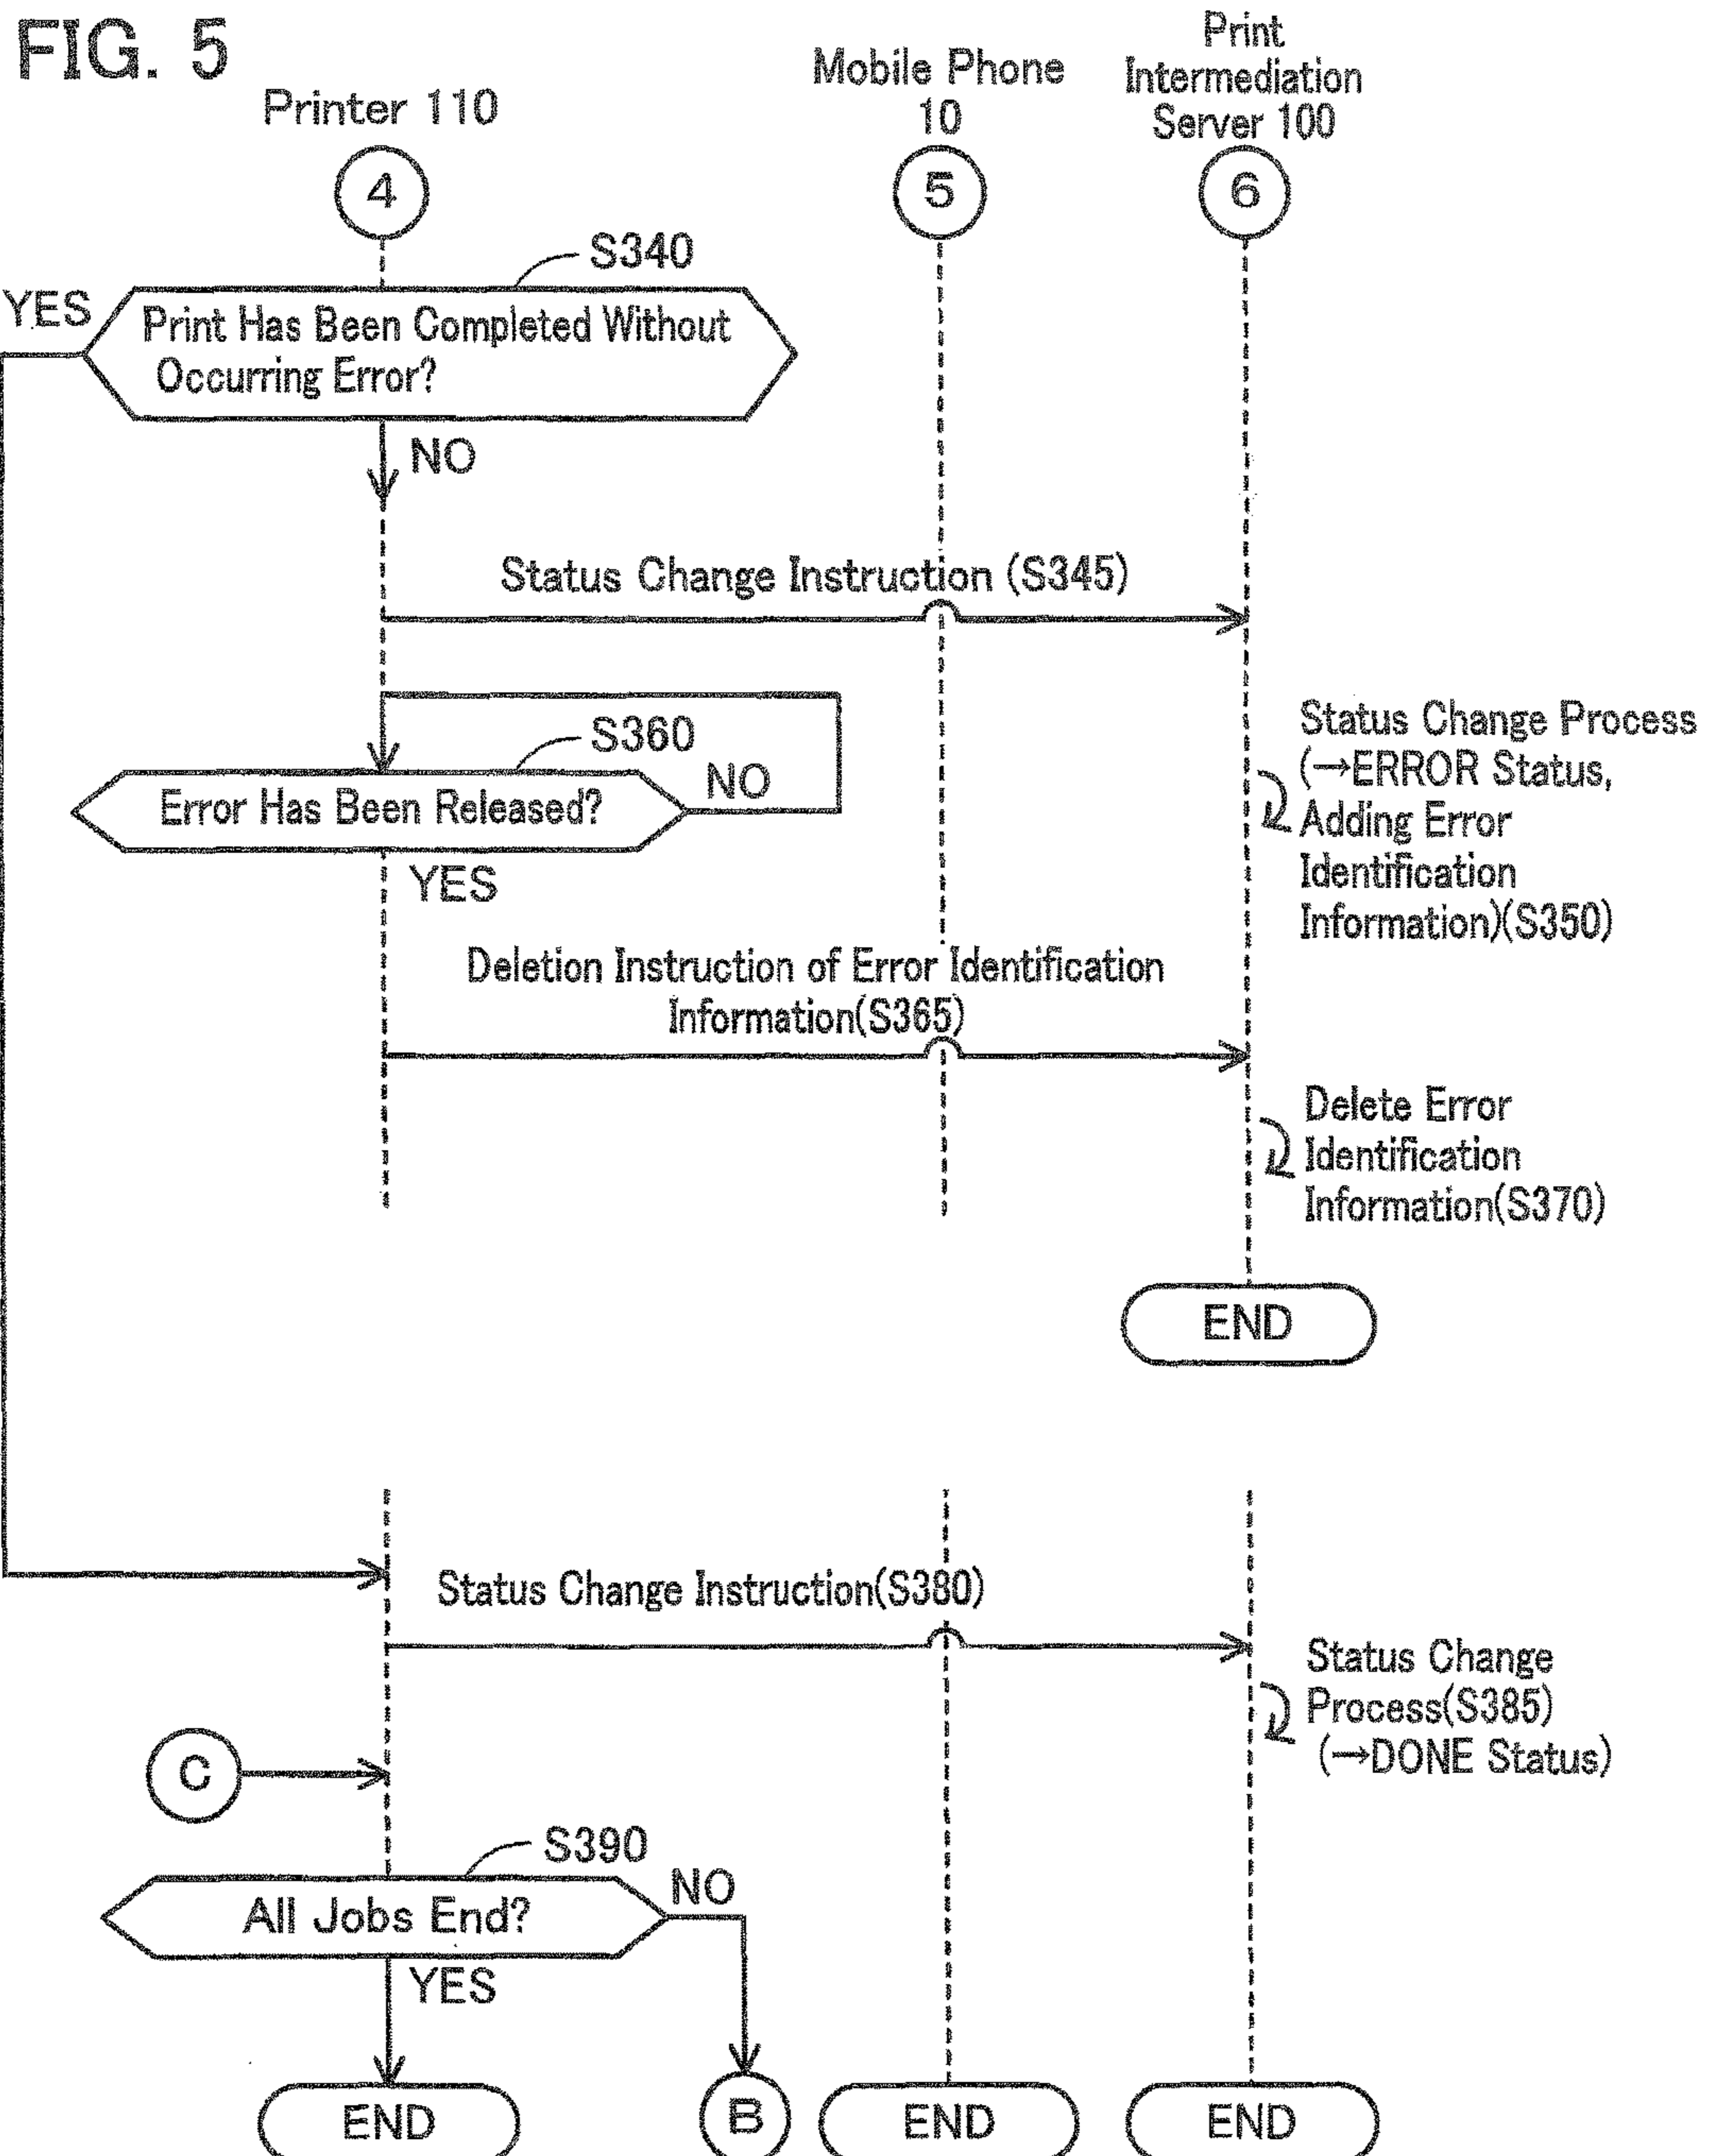 FIG. 5
Printer 110
Mobile Phone
10
Print
Intermediation
Server 100
4
5
6
S340
YES
Print Has Been Completed Without
Occurring Error?
NO
Status Change Instruction (S345)
S360
Error Has Been Released?
NO
YES
Status Change Process
(→ERROR Status,
Adding Error
Identification
Information)(S350)
Deletion Instruction of Error Identification
Information(S365)
Delete Error
Identification
Information(S370)
END
Status Change Instruction(S380)
Status Change
Process(S385)
(→DONE Status)
C
S390
All Jobs End?
NO
YES
END
B
END
END